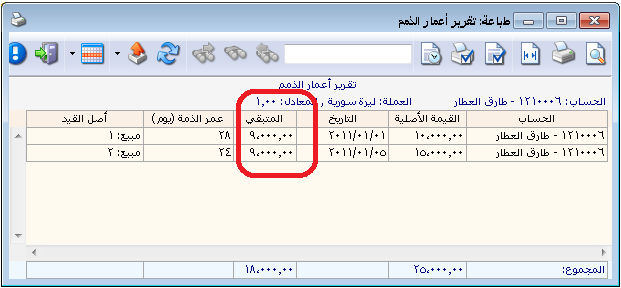 طباعة: تقرير أعمار الذمم
تقرير أعمار الذمم
الحساب: ١٢١٠٠٠٦ - طارق العطار العملة: ليرة سورية , المعادل: ١,٠٠
الحساب القيمة الأصلية التاريخ المتبقي عمر الذمة (يوم) أصل القيد
١٢١٠٠٠٦ - طارق العطار ١٠,٠٠٠,٠٠ ٢٠١١/٠١/٠١ ٩,٠٠٠,٠٠ ٢٨ مبيع: ١
١٢١٠٠٠٦ - طارق العطار ١٥,٠٠٠,٠٠ ٢٠١١/٠١/٠٥ ٩,٠٠٠,٠٠ ٢٤ مبيع: ٢
المجموع: ٢٥,٠٠٠,٠٠ ١٨,٠٠٠,٠٠